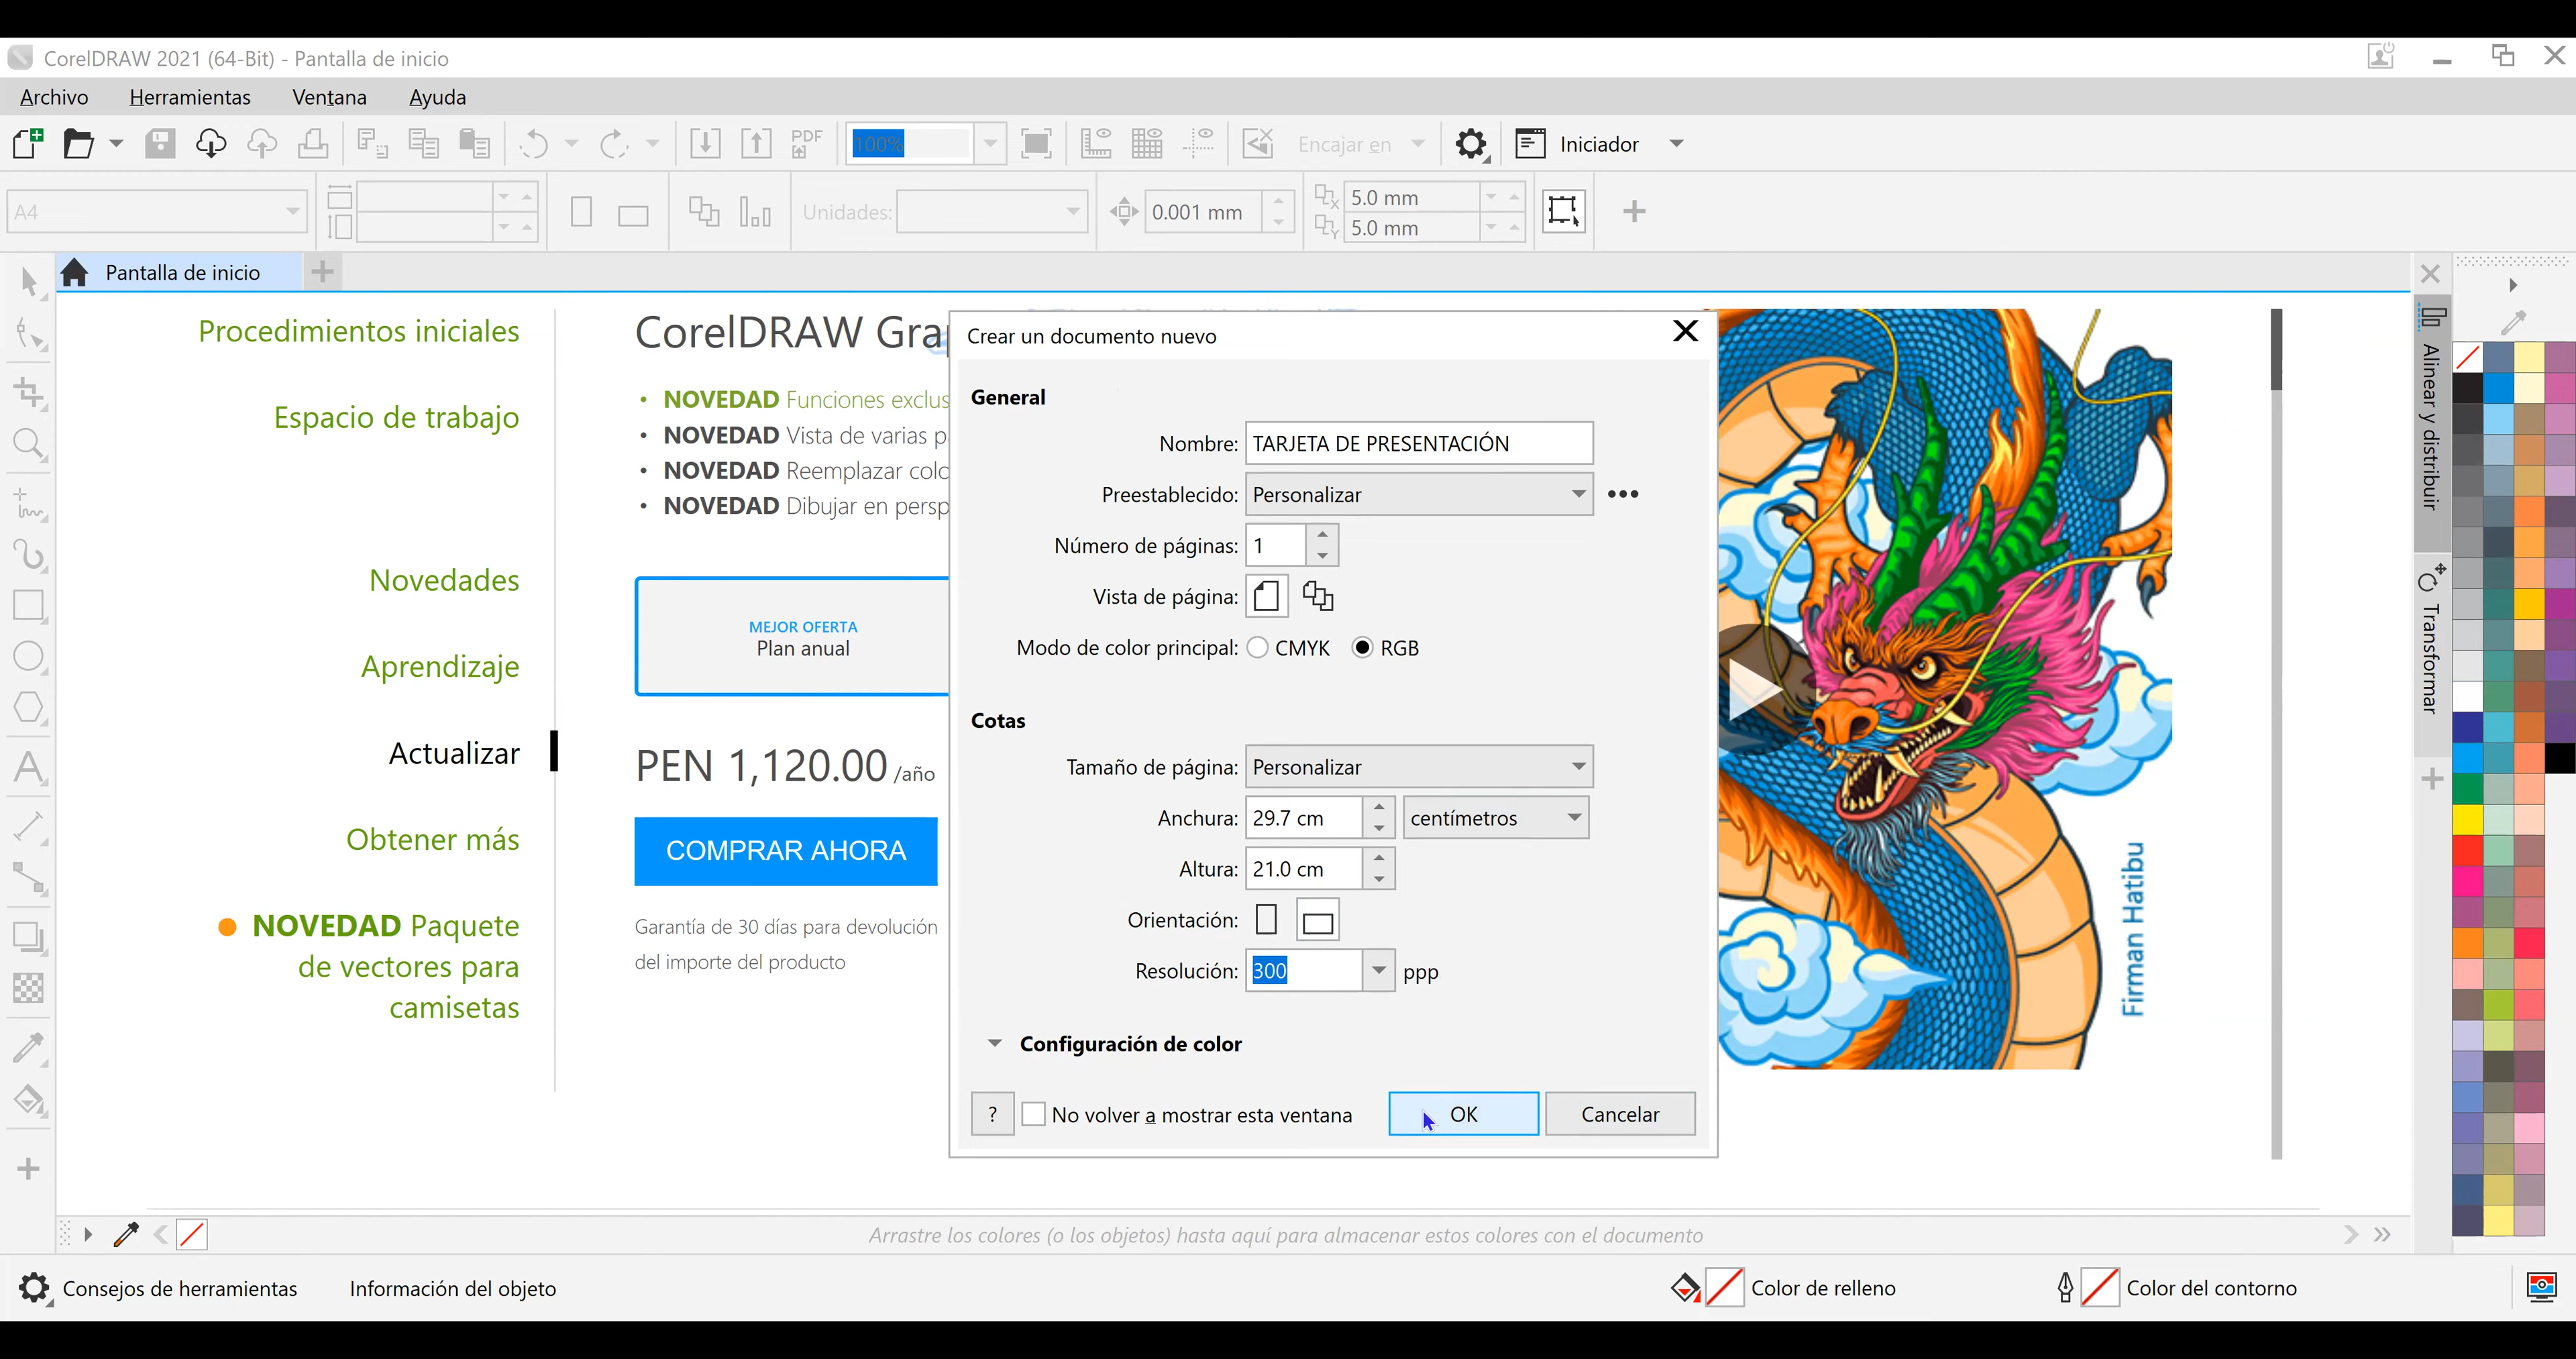 CorelDRAW 2021 (64-Bit) - Pantalla de inicio
Archivo Herramientas Ventana Ayuda
PDF 100% Encajar en Iniciador
A4 Unidades: 0.001 mm 5.0 mm
5.0 mm
Pantalla de inicio
Procedimientos iniciales
Espacio de trabajo
Novedades
Aprendizaje
Actualizar
Obtener más
NOVEDAD Paquete
de vectores para
camisetas
CorelDRAW Gra
• NOVEDAD Funciones exclus
• NOVEDAD Vista de varias p
• NOVEDAD Reemplazar colo
• NOVEDAD Dibujar en persp
MEJOR OFERTA
Plan anual
PEN 1,120.00 /año
COMPRAR AHORA
Garantía de 30 días para devolución
del importe del producto
Crear un documento nuevo
General
Nombre: TARJETA DE PRESENTACIÓN
Preestablecido: Personalizar
Número de páginas: 1
Vista de página:
Modo de color principal: CMYK RGB
Cotas
Tamaño de página: Personalizar
Anchura: 29.7 cm centímetros
Altura: 21.0 cm
Orientación:
Resolución: 300 ppp
Configuración de color
? No volver a mostrar esta ventana OK Cancelar
Firman Hatibu
Alinear y distribuir
Transformar
Arrastre los colores (o los objetos) hasta aquí para almacenar estos colores con el documento
Consejos de herramientas Información del objeto Color de relleno Color del contorno